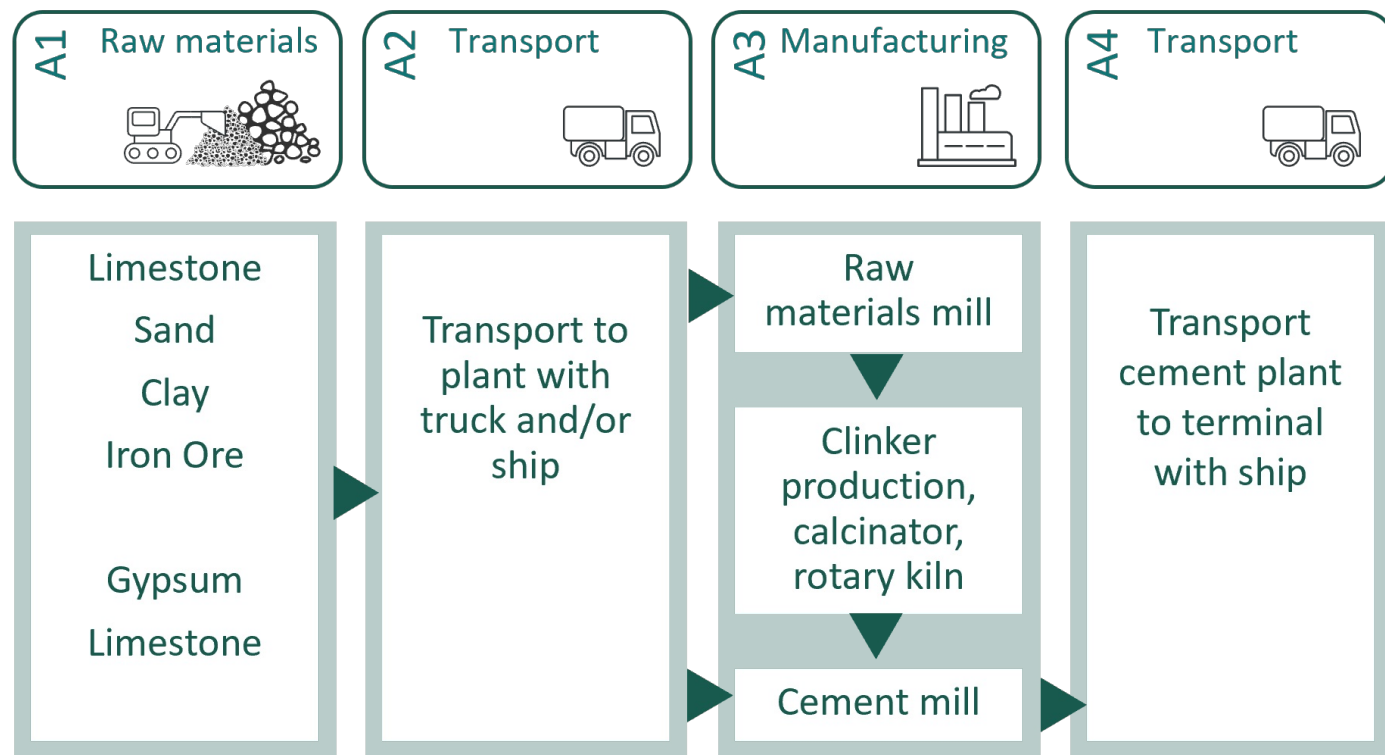 A1 Raw materials
A2 Transport
A3 Manufacturing
A4 Transport
Limestone
Sand
Clay
Iron Ore
Gypsum
Limestone
Transport to
plant with
truck and/or
ship
Raw
materials mill
Clinker
production,
calcinator,
rotary kiln
Cement mill
Transport
cement plant
to terminal
with ship